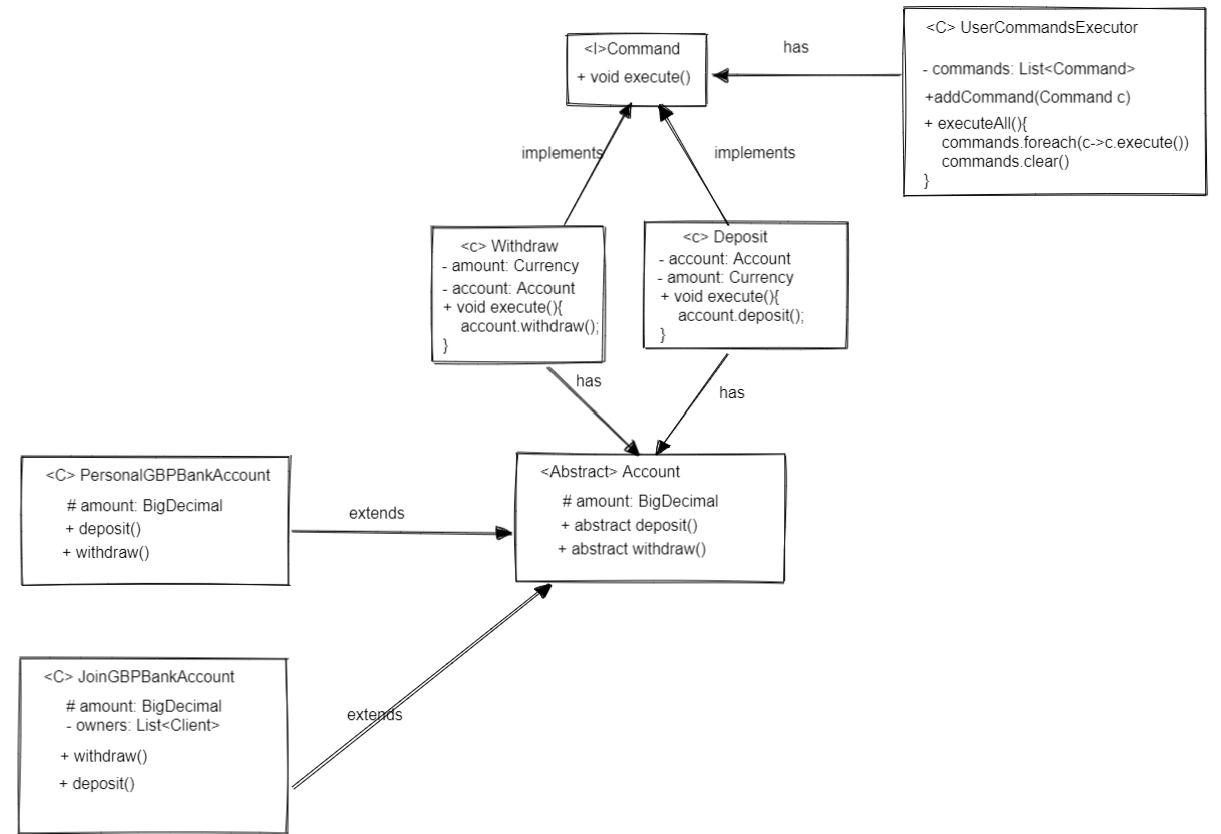 <I>Command
+ void execute()
has
<C> UserCommandsExecutor
- commands: List<Command>
+addCommand(Command c)
+ executeAll(){
commands.foreach(c->c.execute())
commands.clear()
}
implements
implements
<c> Withdraw
- amount: Currency
- account: Account
+ void execute(){
account.withdraw();
}
<c> Deposit
- account: Account
- amount: Currency
+ void execute(){
account.deposit();
}
has
has
<C> PersonalGBPBankAccount
# amount: BigDecimal
+ deposit()
+ withdraw()
extends
<Abstract> Account
# amount: BigDecimal
+ abstract deposit()
+ abstract withdraw()
<C> JoinGBPBankAccount
# amount: BigDecimal
- owners: List<Client>
+ withdraw()
+ deposit()
extends